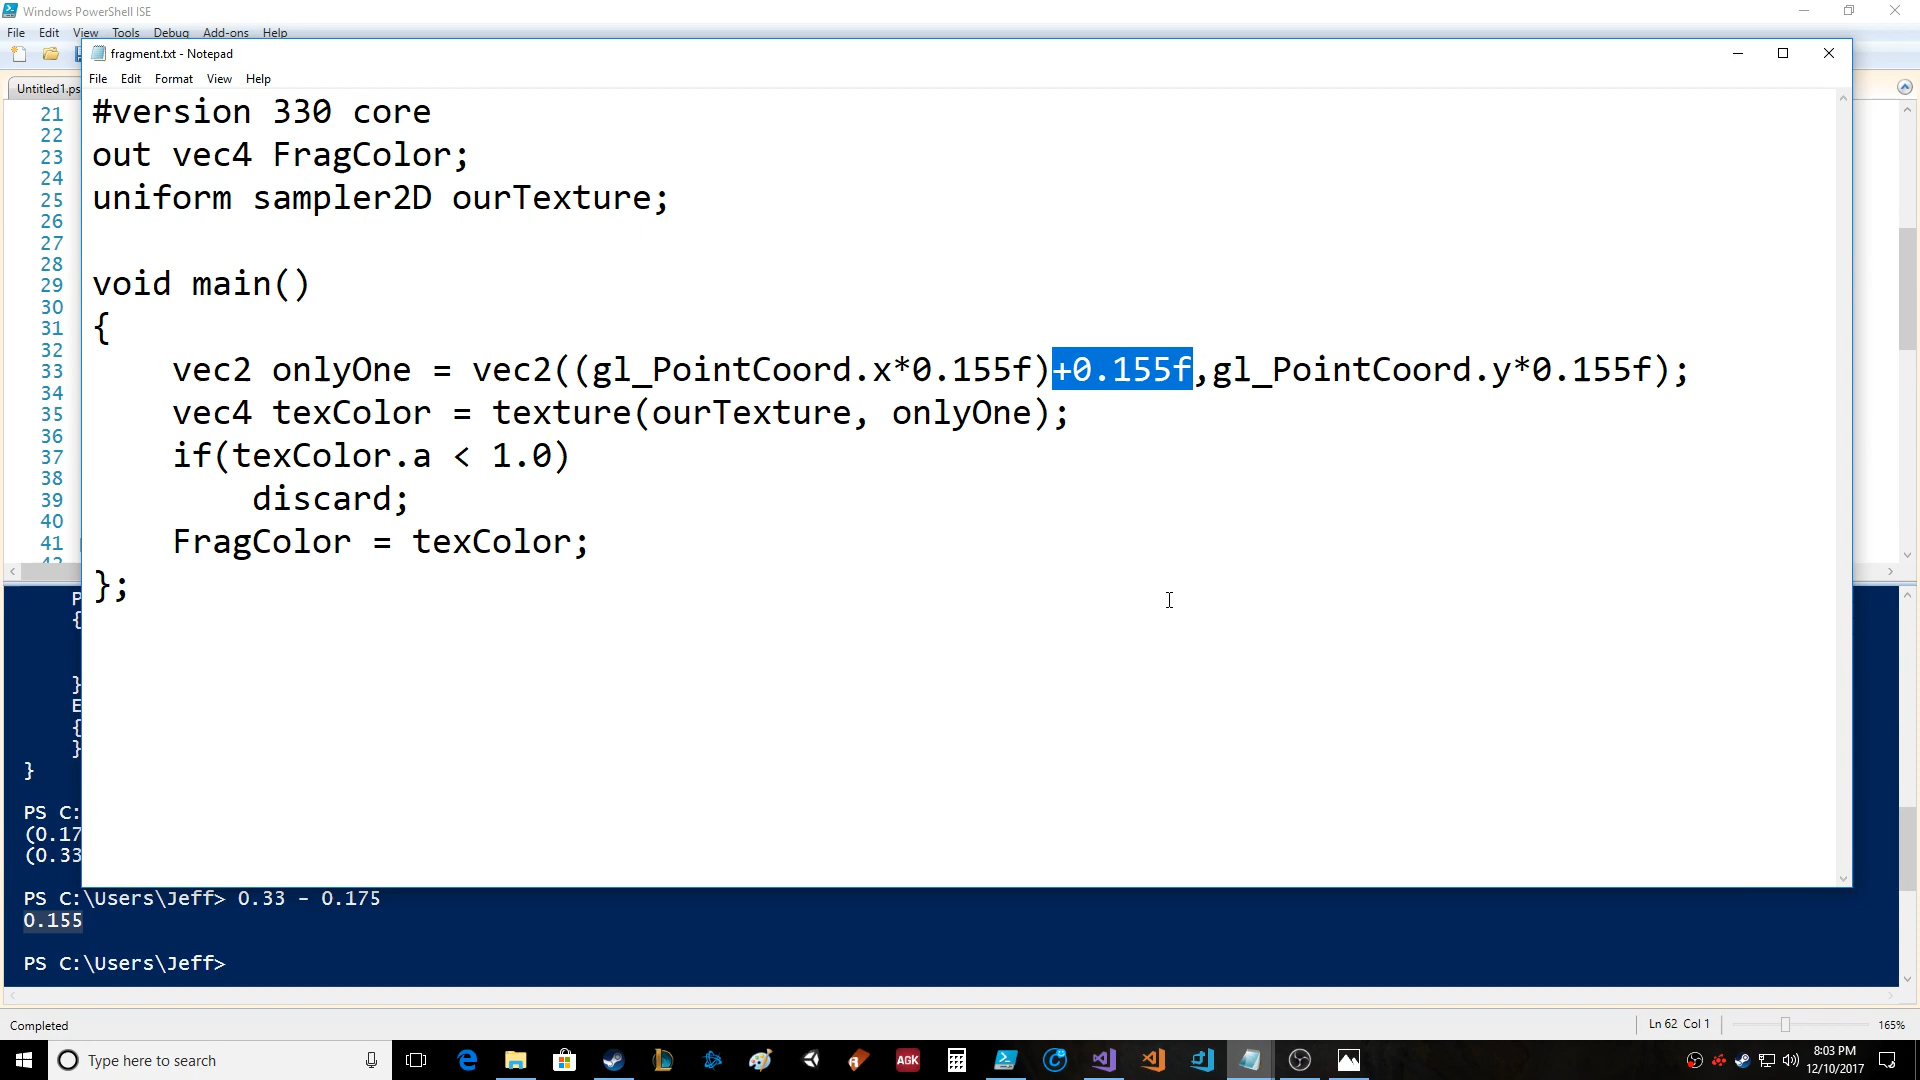 Windows PowerShell ISE
File Edit View Tools Debug Add-ons Help
fragment.txt - Notepad
File Edit Format View Help
Untitled1.ps
21
22
23
24
25
26
27
28
29
30
31
32
33
34
35
36
37
38
39
40
41
#version 330 core
out vec4 FragColor;
uniform sampler2D ourTexture;
void main()
{
vec2 onlyOne = vec2((gl_PointCoord.x*0.155f)+0.155f,gl_PointCoord.y*0.155f);
vec4 texColor = texture(ourTexture, onlyOne);
if(texColor.a < 1.0)
discard;
FragColor = texColor;
};
P
{
}
E
{
}
}
PS C:
(0.17
(0.33
PS C:\Users\Jeff> 0.33 - 0.175
0.155
PS C:\Users\Jeff>
Completed
Ln 62 Col 1
165%
Type here to search
AGK
8:03 PM
12/10/2017